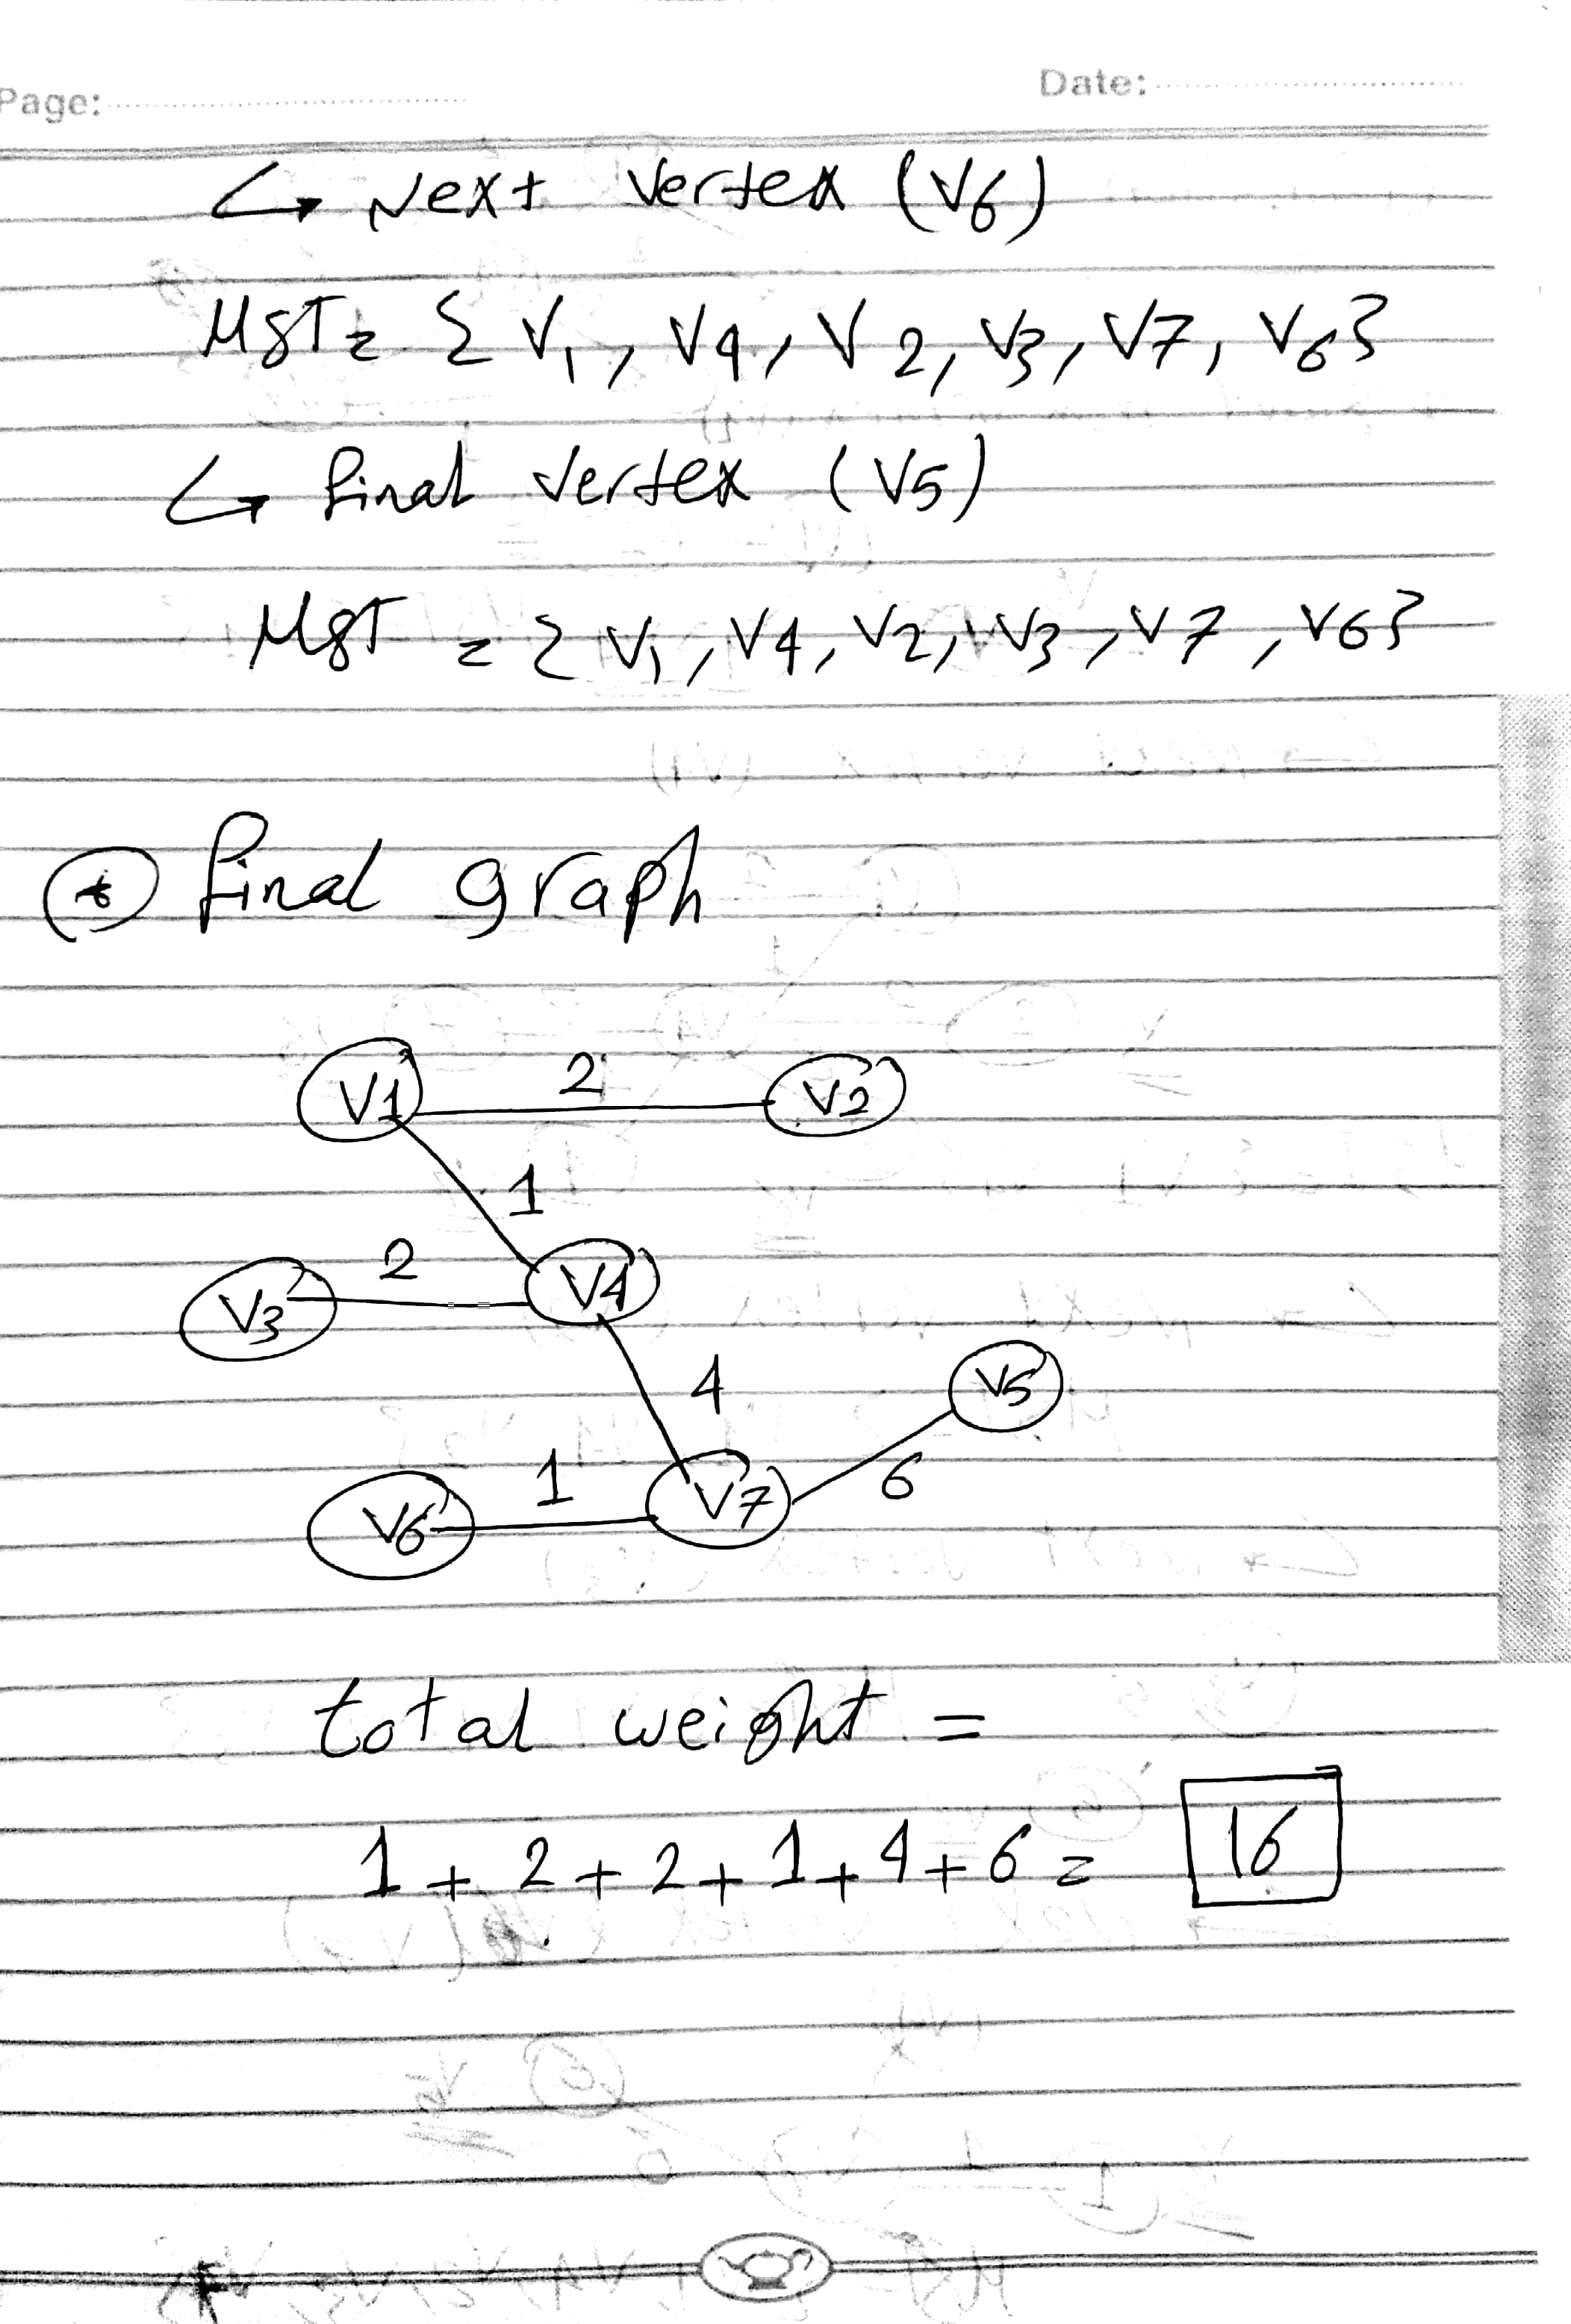 Page:
Date:
↳ Next Vertex (V6)
MST = { V1, V4, V2, V3, V7, V6 }
↳ final vertex (V5)
MST = { V1, V4, V2, V3, V7, V6 }
* final graph
V1 2 V2
1
V3 2 V4
4 V5
V6 1 V7 6
total weight =
1 + 2 + 2 + 1 + 4 + 6 = 16